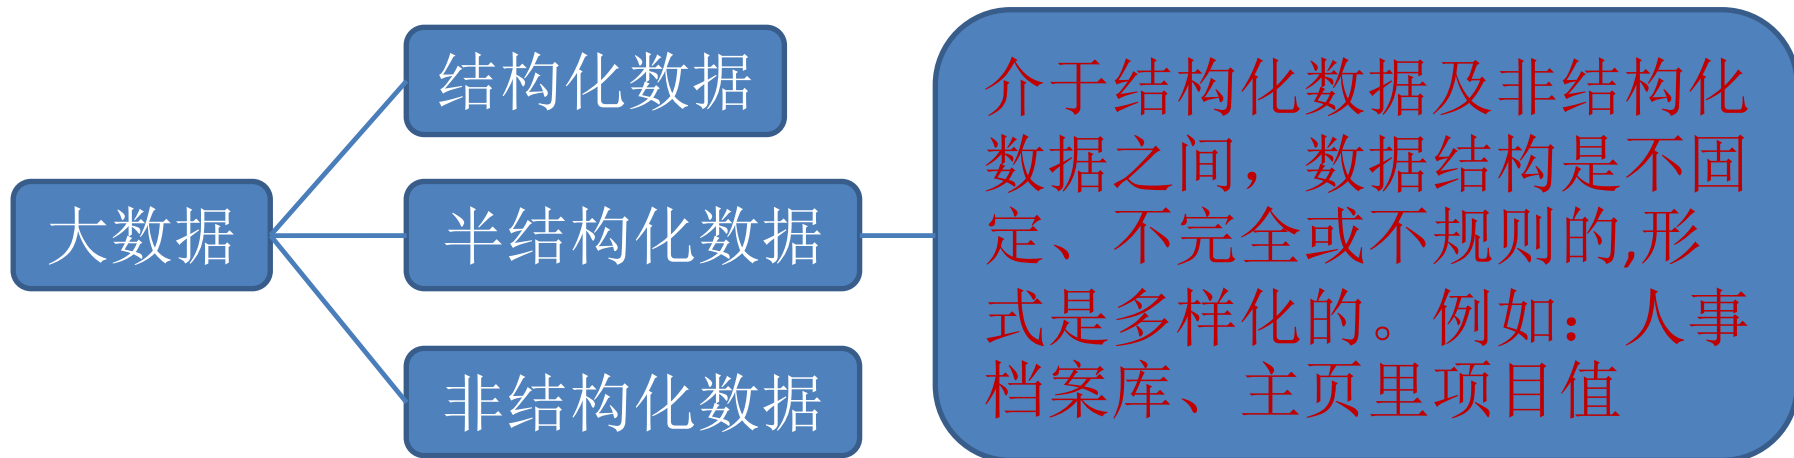 大数据
结构化数据
半结构化数据
非结构化数据
介于结构化数据及非结构化
数据之间，数据结构是不固
定、不完全或不规则的,形
式是多样化的。例如：人事
档案库、主页里项目值